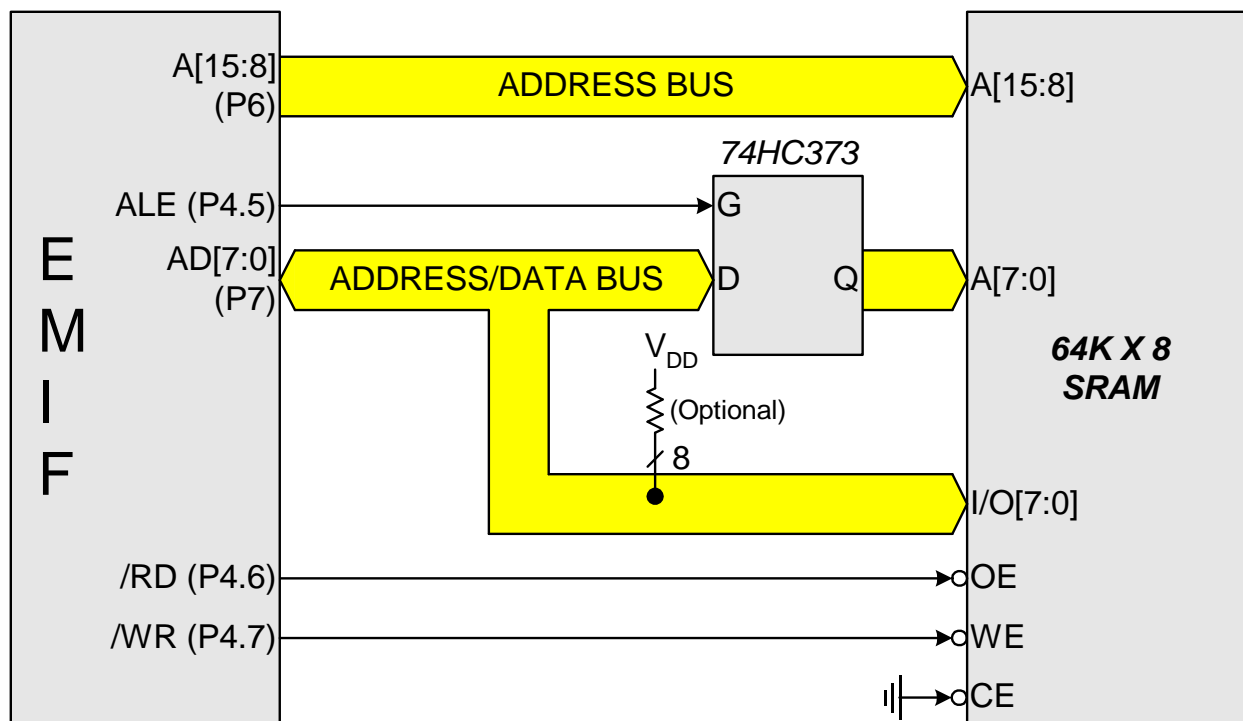 E
M
I
F
A[15:8]
(P6)
ADDRESS BUS
A[15:8]
74HC373
ALE (P4.5)
G
AD[7:0]
(P7)
ADDRESS/DATA BUS
D
Q
A[7:0]
VDD
(Optional)
8
64K X 8
SRAM
I/O[7:0]
/RD (P4.6)
OE
/WR (P4.7)
WE
CE